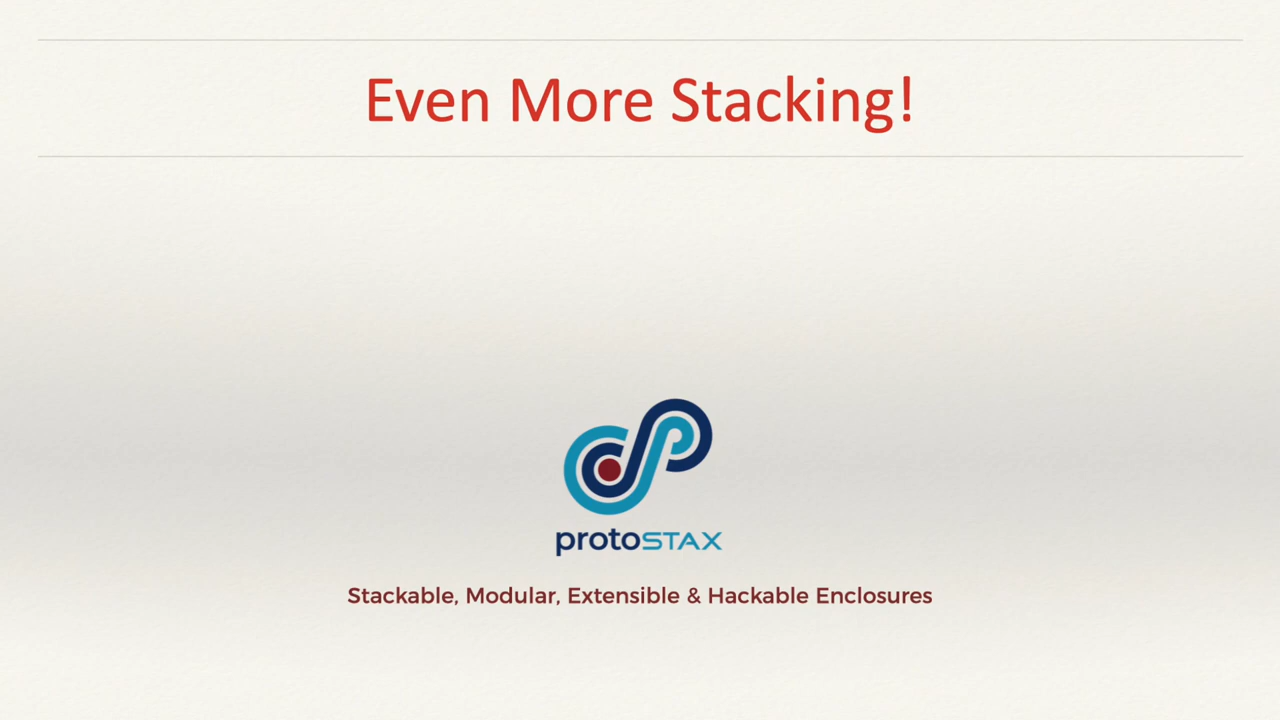 Even More Stacking!
protoSTAX
Stackable, Modular, Extensible & Hackable Enclosures